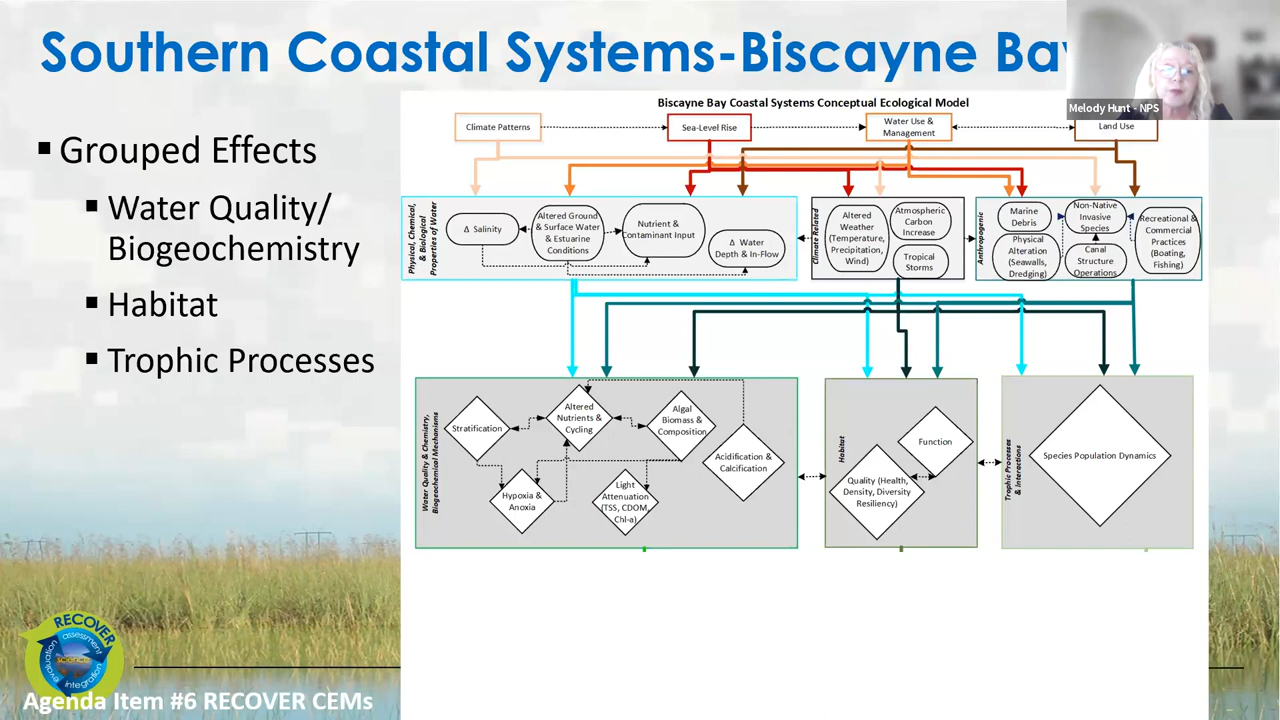 Southern Coastal Systems-Biscayne Bay
Melody Hunt - NPS
▪ Grouped Effects
▪ Water Quality/
Biogeochemistry
▪ Habitat
▪ Trophic Processes
Biscayne Bay Coastal Systems Conceptual Ecological Model
Climate Patterns
Sea-Level Rise
Water Use &
Management
Land Use
Physical, Chemical,
& Biological
Properties of Water
Δ Salinity
Altered Ground
& Surface Water
& Estuarine
Conditions
Nutrient &
Contaminant Input
Δ Water
Depth & In-Flow
Climate Related
Altered
Weather
(Temperature,
Precipitation,
Wind)
Atmospheric
Carbon
Increase
Tropical
Storms
Anthropogenic
Marine
Debris
Physical
Alteration
(Seawalls,
Dredging)
Non-Native
Invasive
Species
Canal
Structure
Operations
Recreational &
Commercial
Practices
(Boating,
Fishing)
Water Quality & Chemistry,
Biogeochemical Mechanisms
Stratification
Altered
Nutrients &
Cycling
Algal
Biomass &
Composition
Acidification &
Calcification
Hypoxia &
Anoxia
Light
Attenuation
(TSS, CDOM,
Chl-a)
Habitat
Function
Quality (Health,
Density, Diversity
Resiliency)
Trophic Processes
& Interactions
Species Population Dynamics
RECOVER
assessment
science
evaluation
integration
Agenda Item #6 RECOVER CEMs